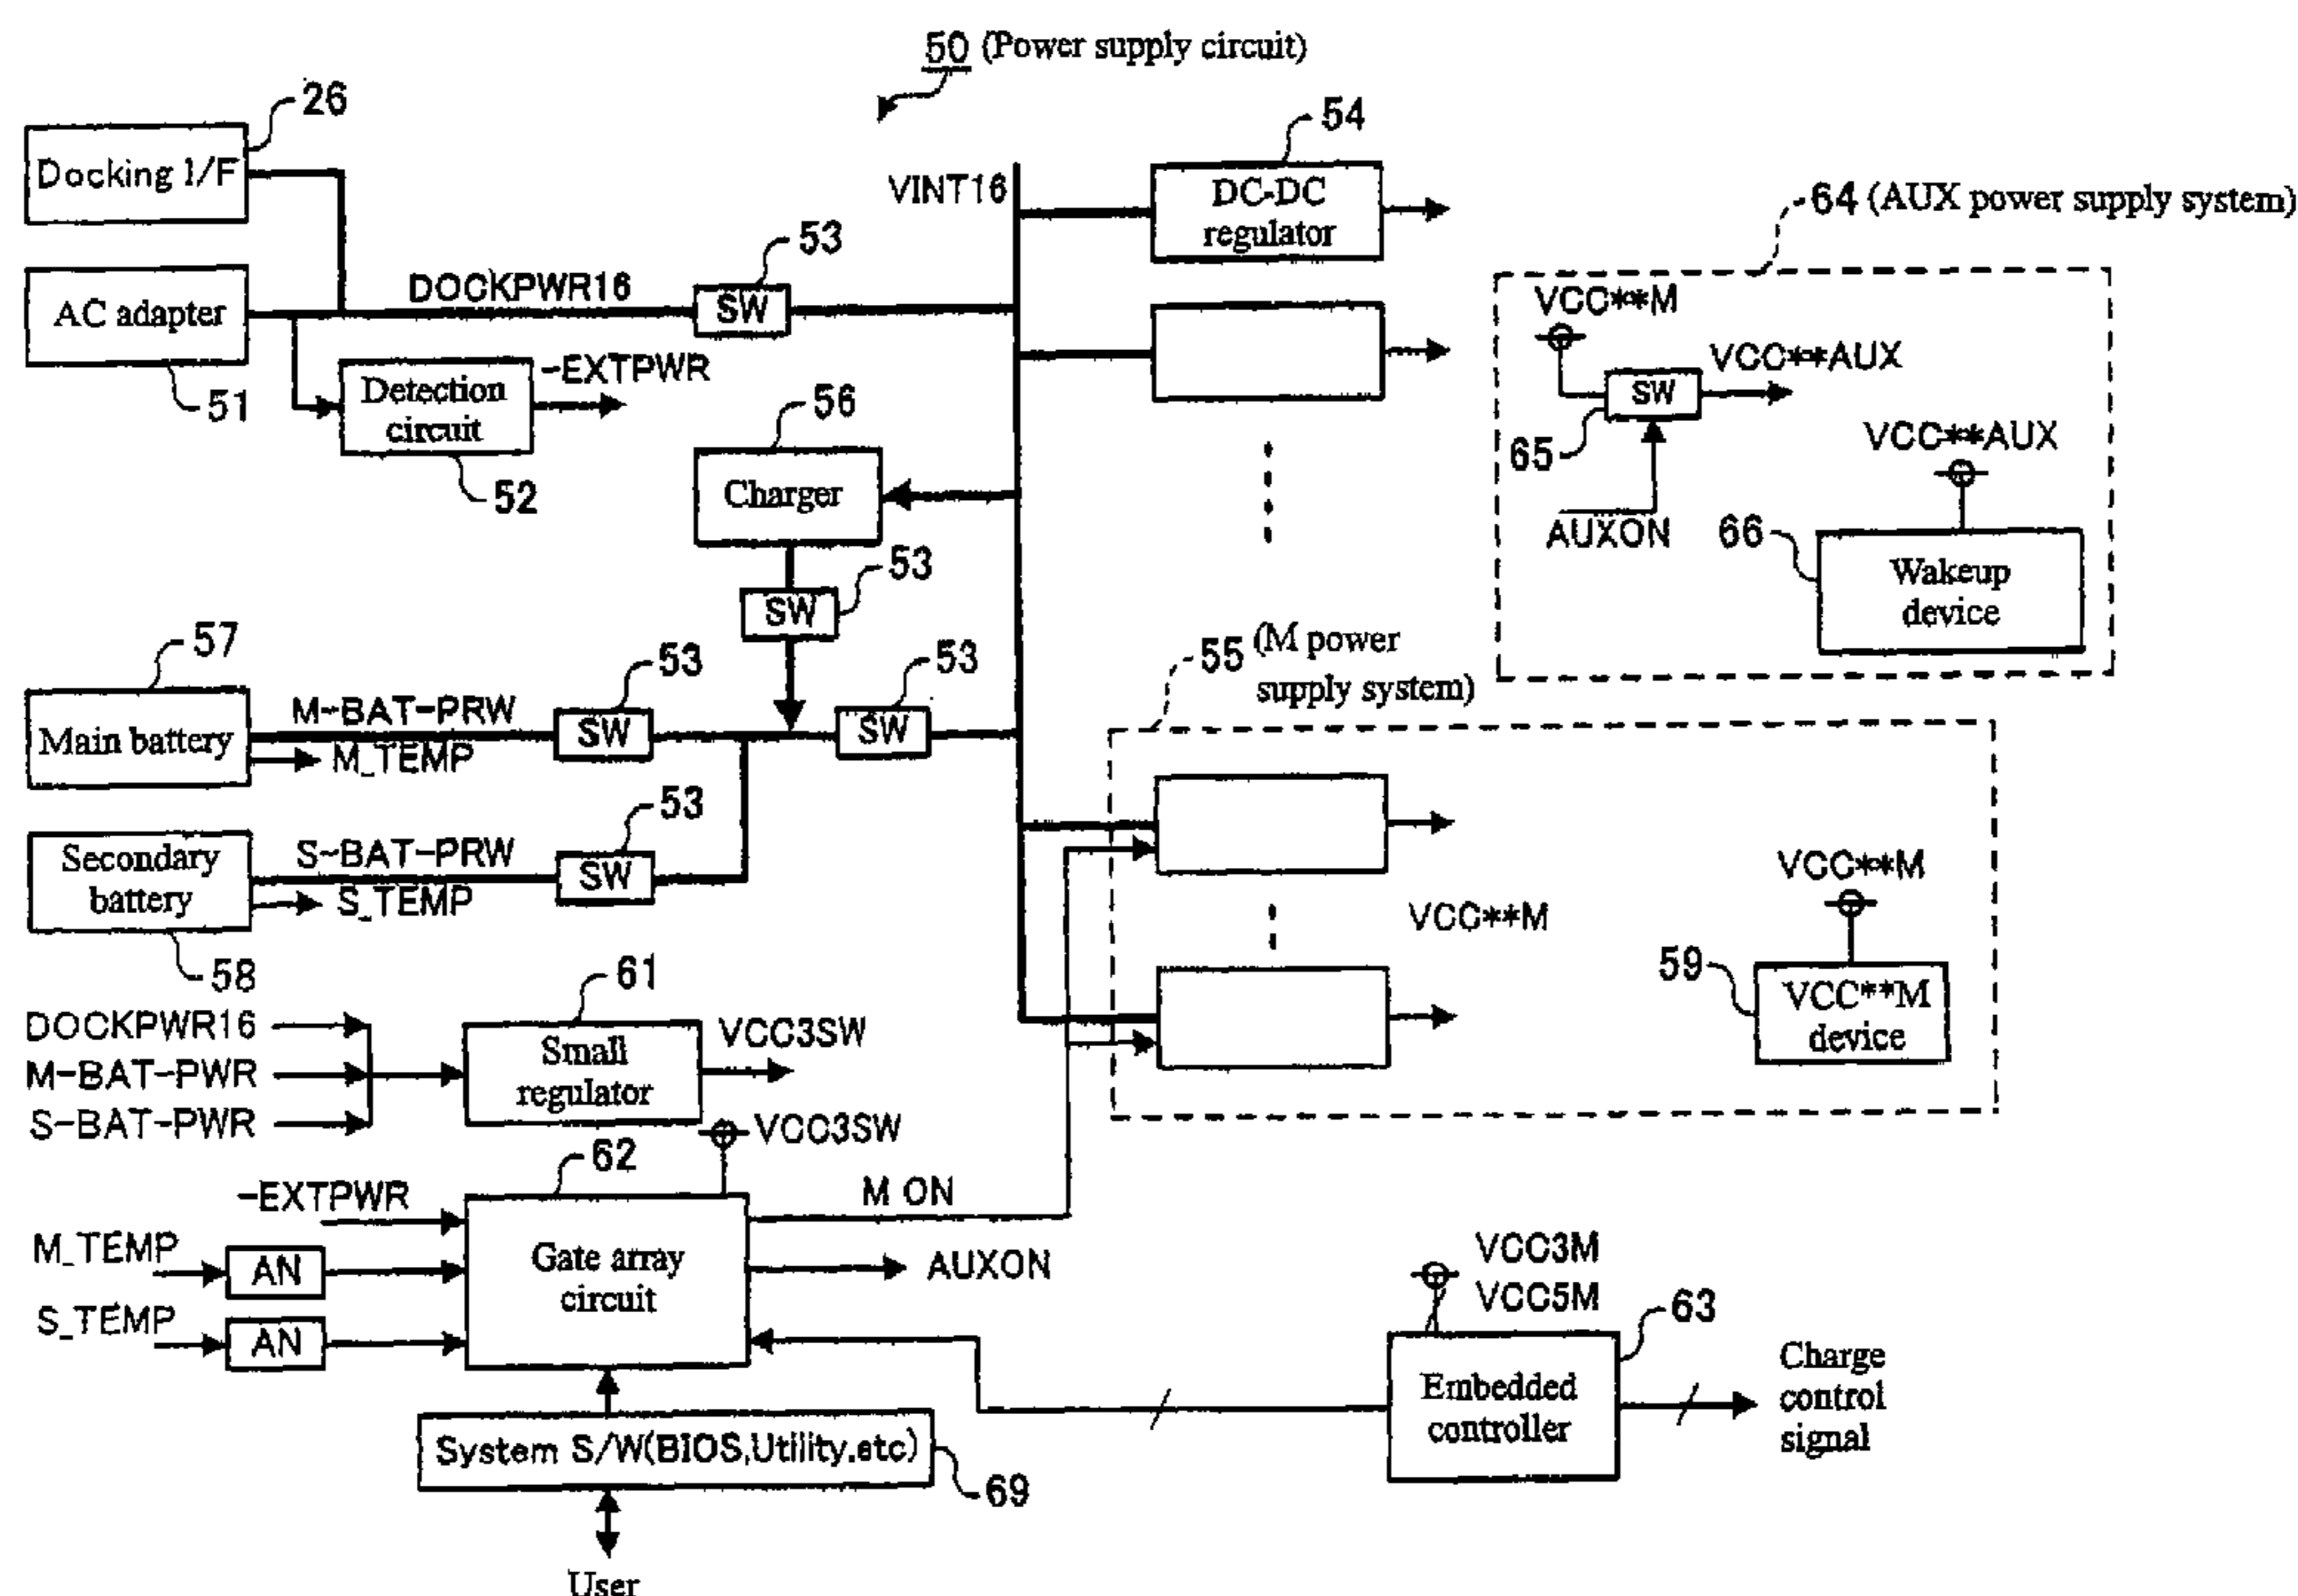 50 (Power supply circuit)
26
Docking I/F
54
DC-DC
regulator
VINT16
64 (AUX power supply system)
53
DOCKPWR16
SW
AC adapter
51
Detection
circuit
-EXTPWR
52
VCC**M
SW
VCC**AUX
65
AUXON
VCC**AUX
66
Wakeup
device
56
Charger
53
SW
57
Main battery
M-BAT-PRW
M_TEMP
53
SW
53
SW
55 (M power
supply system)
Secondary
battery
58
S-BAT-PRW
S_TEMP
53
SW
VCC**M
VCC**M
59
VCC**M
device
DOCKPWR16
M-BAT-PWR
S-BAT-PWR
61
Small
regulator
VCC3SW
VCC3SW
62
-EXTPWR
M_TEMP
AN
S_TEMP
AN
Gate array
circuit
M ON
AUXON
VCC3M
VCC5M
63
Embedded
controller
Charge
control
signal
System S/W(BIOS,Utility,etc)
69
User